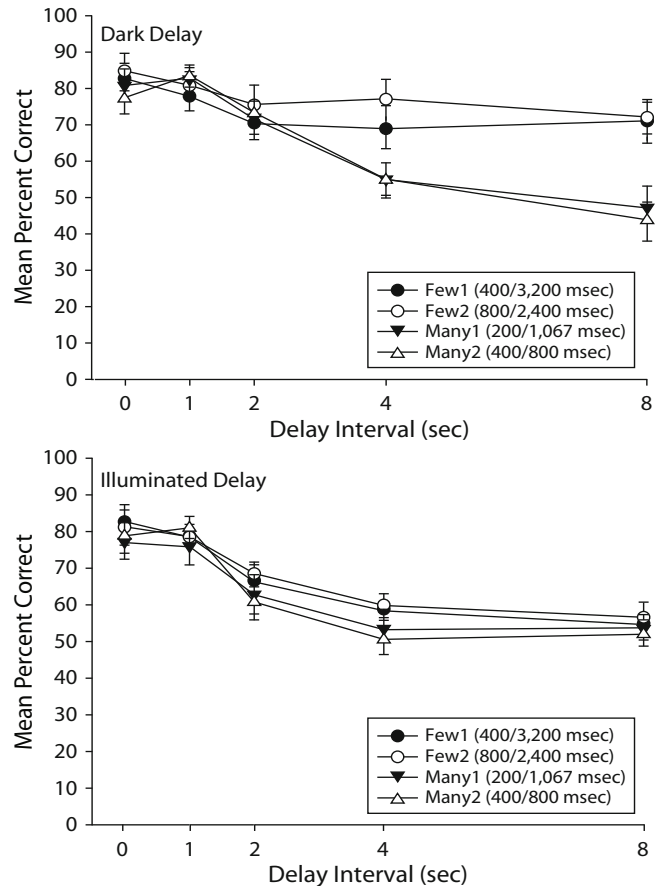 100
Dark Delay
90
80
70
60
50
40
30
20
10
0
Mean Percent Correct
Few1 (400/3,200 msec)
Few2 (800/2,400 msec)
Many1 (200/1,067 msec)
Many2 (400/800 msec)
0 1 2 4 8
Delay Interval (sec)
100
Illuminated Delay
90
80
70
60
50
40
30
20
10
0
Mean Percent Correct
Few1 (400/3,200 msec)
Few2 (800/2,400 msec)
Many1 (200/1,067 msec)
Many2 (400/800 msec)
0 1 2 4 8
Delay Interval (sec)